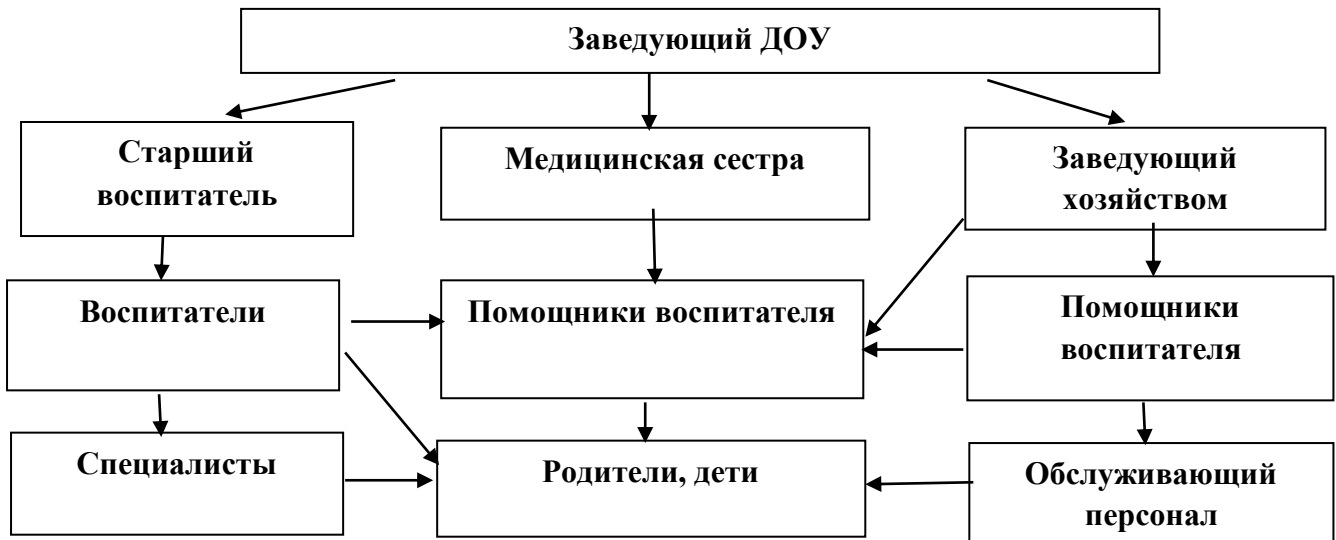 Заведующий ДОУ
Старший
воспитатель
Медицинская сестра
Заведующий
хозяйством
Воспитатели
Помощники воспитателя
Помощники
воспитателя
Специалисты
Родители, дети
Обслуживающий
персонал